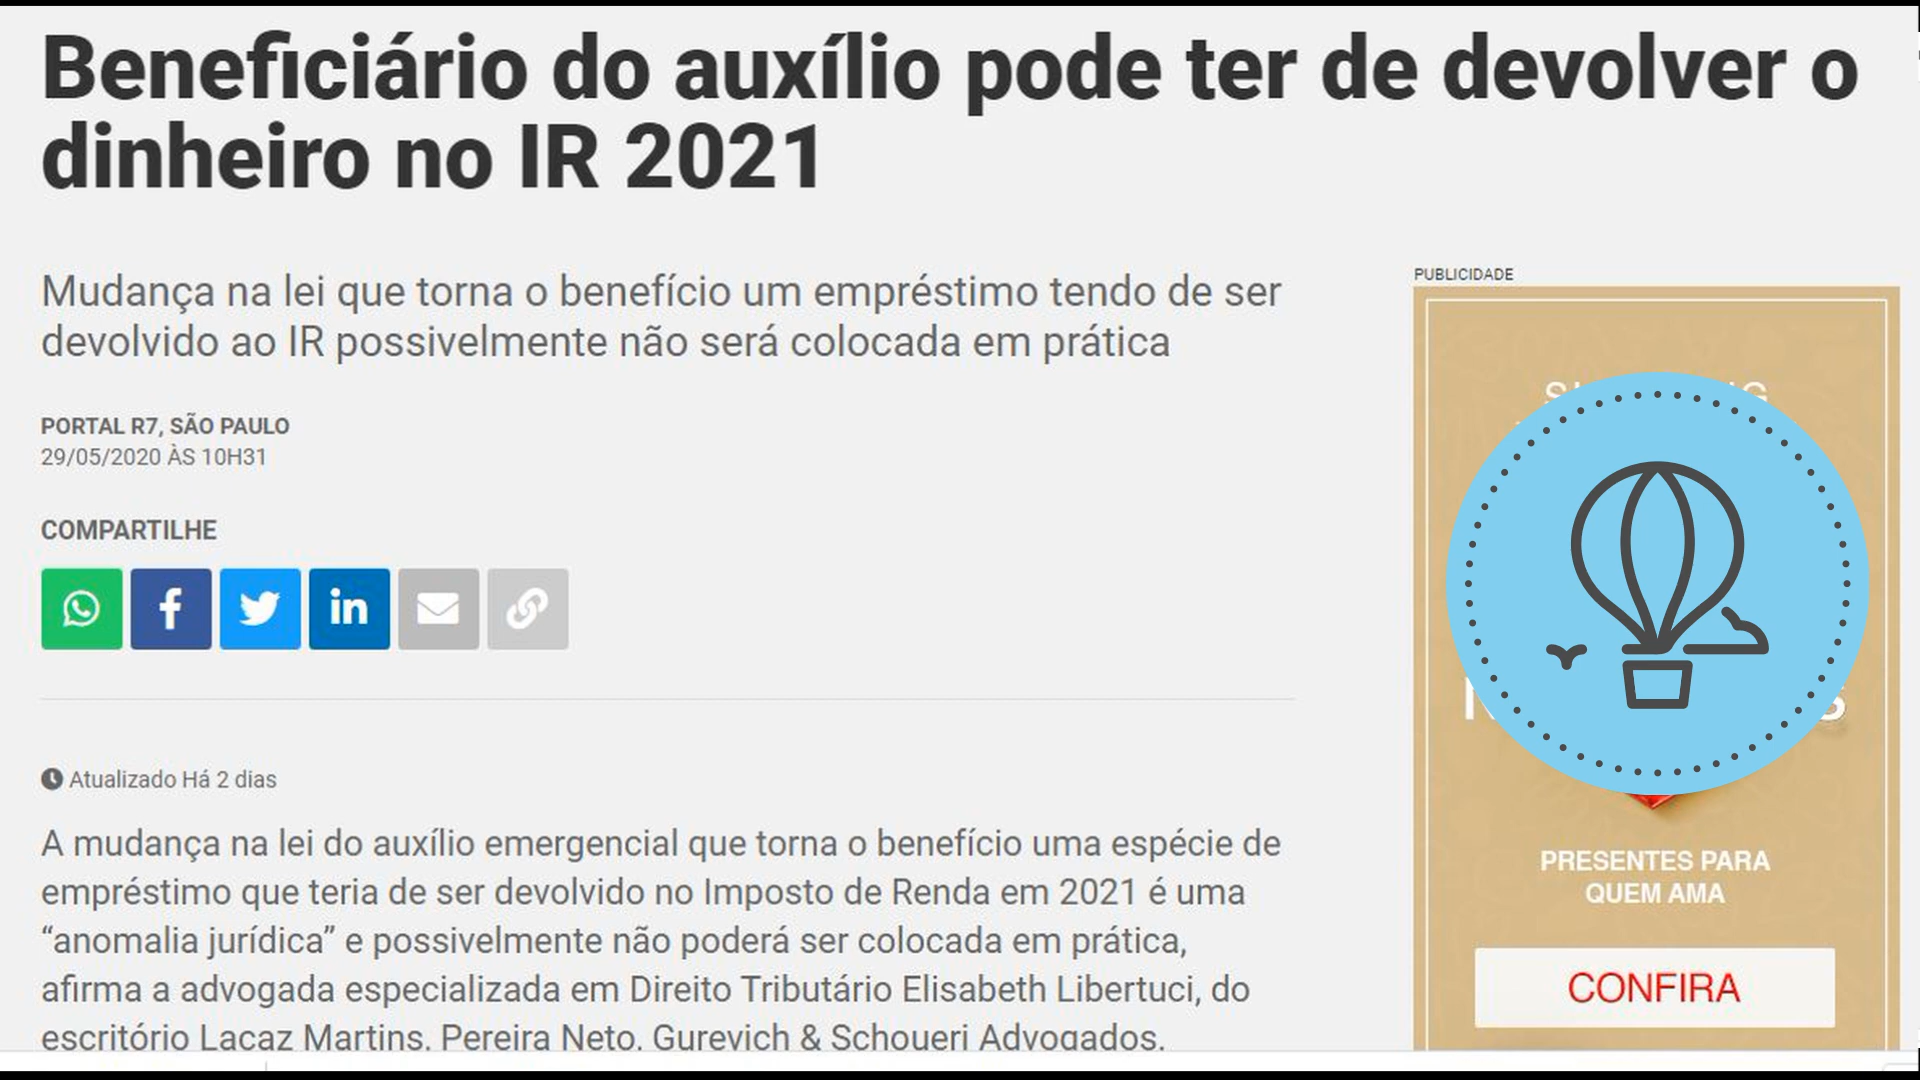 Beneficiário do auxílio pode ter de devolver o
dinheiro no IR 2021
Mudança na lei que torna o benefício um empréstimo tendo de ser
devolvido ao IR possivelmente não será colocada em prática
PORTAL R7, SÃO PAULO
29/05/2020 ÀS 10H31
COMPARTILHE
Atualizado Há 2 dias
A mudança na lei do auxílio emergencial que torna o benefício uma espécie de
empréstimo que teria de ser devolvido no Imposto de Renda em 2021 é uma
“anomalia jurídica” e possivelmente não poderá ser colocada em prática,
afirma a advogada especializada em Direito Tributário Elisabeth Libertuci, do
escritório Lacaz Martins, Pereira Neto, Gurevich & Schoueri Advogados.
PUBLICIDADE
PRESENTES PARA
QUEM AMA
CONFIRA